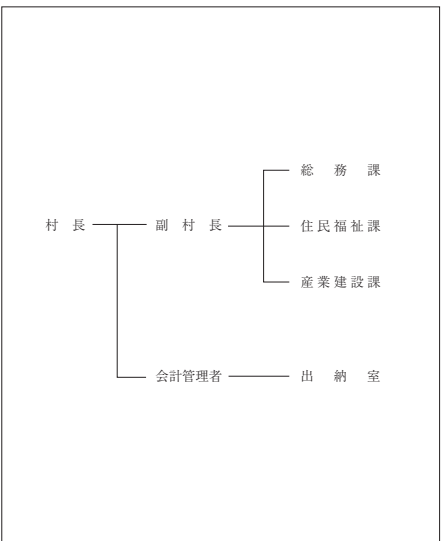 総務課
村長
副村長
住民福祉課
産業建設課
会計管理者
出納室